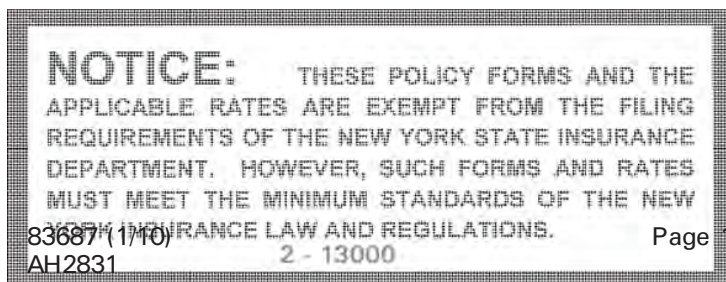 NOTICE: THESE POLICY FORMS AND THE
APPLICABLE RATES ARE EXEMPT FROM THE FILING
REQUIREMENTS OF THE NEW YORK STATE INSURANCE
DEPARTMENT. HOWEVER, SUCH FORMS AND RATES
MUST MEET THE MINIMUM STANDARDS OF THE NEW
YORK INSURANCE LAW AND REGULATIONS.
83687 (1/10) Page
2 - 13000
AH2831